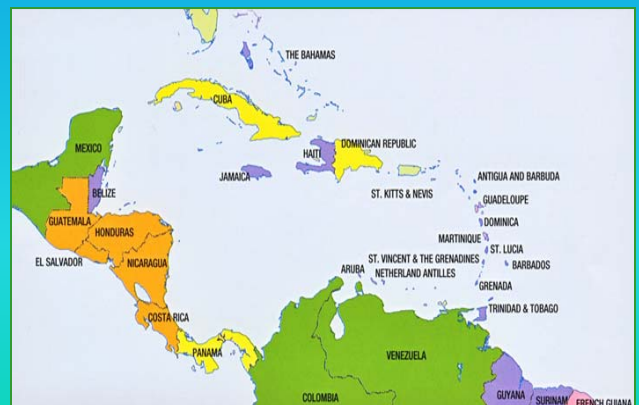 THE BAHAMAS
CUBA
DOMINICAN REPUBLIC
HAITI
MEXICO
JAMAICA
ANTIGUA AND BARBUDA
BELIZE
ST. KITTS & NEVIS
GUADELOUPE
GUATEMALA
DOMINICA
HONDURAS
MARTINIQUE
ST. LUCIA
EL SALVADOR
NICARAGUA
ST. VINCENT & THE GRENADINES
BARBADOS
ARUBA
NETHERLAND ANTILLES
GRENADA
TRINIDAD & TOBAGO
COSTA RICA
PANAMA
VENEZUELA
COLOMBIA
GUYANA
SURINAM
FRENCH GUIANA